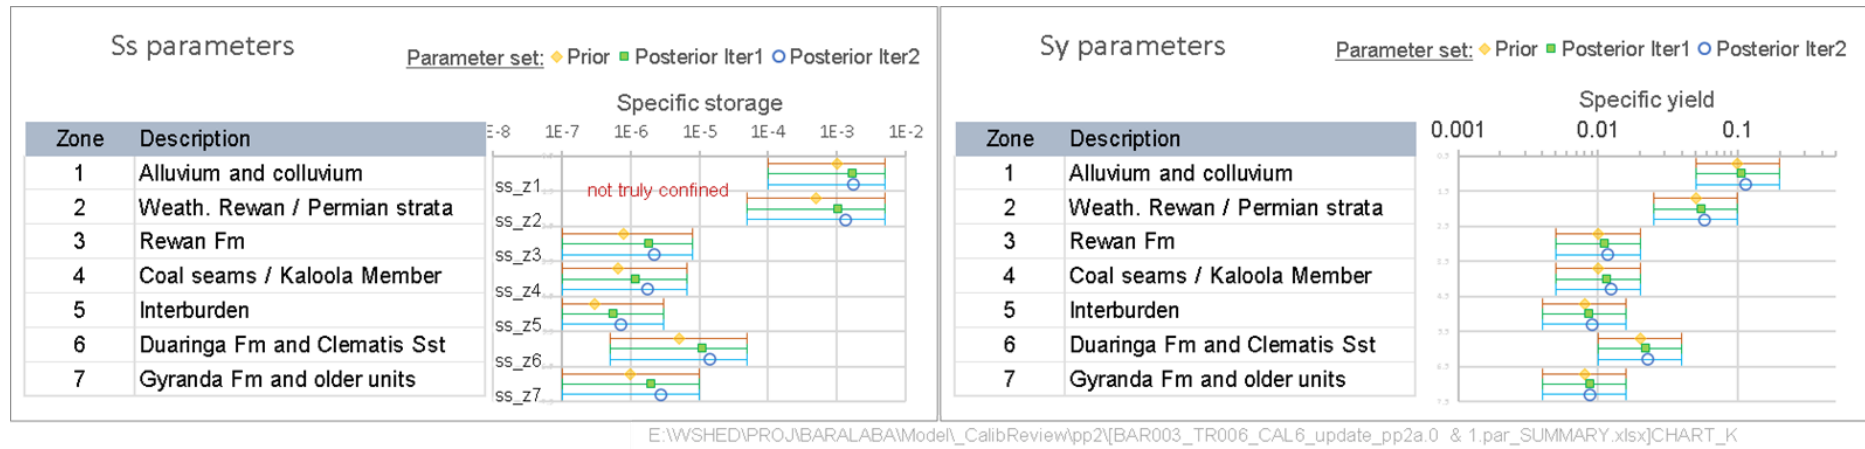 Ss parameters
Parameter set: Prior Posterior Iter1 Posterior Iter2
Specific storage
Zone Description E-8 1E-7 1E-6 1E-5 1E-4 1E-3 1E-2
1 Alluvium and colluvium
ss_z1 not truly confined
2 Weath. Rewan / Permian strata
ss_z2
3 Rewan Fm
ss_z3
4 Coal seams / Kaloola Member
ss_z4
5 Interburden
ss_z5
6 Duaringa Fm and Clematis Sst
ss_z6
7 Gyranda Fm and older units
ss_z7
Sy parameters
Parameter set: Prior Posterior Iter1 Posterior Iter2
Specific yield
Zone Description 0.001 0.01 0.1
1 Alluvium and colluvium
2 Weath. Rewan / Permian strata
3 Rewan Fm
4 Coal seams / Kaloola Member
5 Interburden
6 Duaringa Fm and Clematis Sst
7 Gyranda Fm and older units
E:\WSHED\PROJ\BARALABA\Model\_CalibReview\pp2\[BAR003_TR006_CAL6_update_pp2a.0 & 1.par_SUMMARY.xlsx]CHART_K